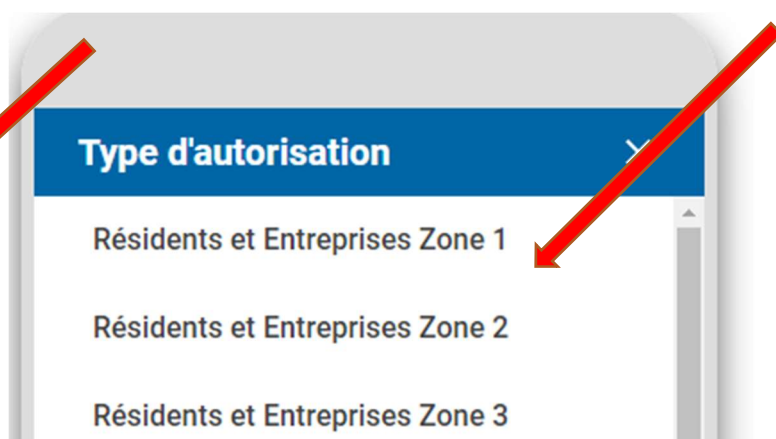 Type d'autorisation
Résidents et Entreprises Zone 1
Résidents et Entreprises Zone 2
Résidents et Entreprises Zone 3